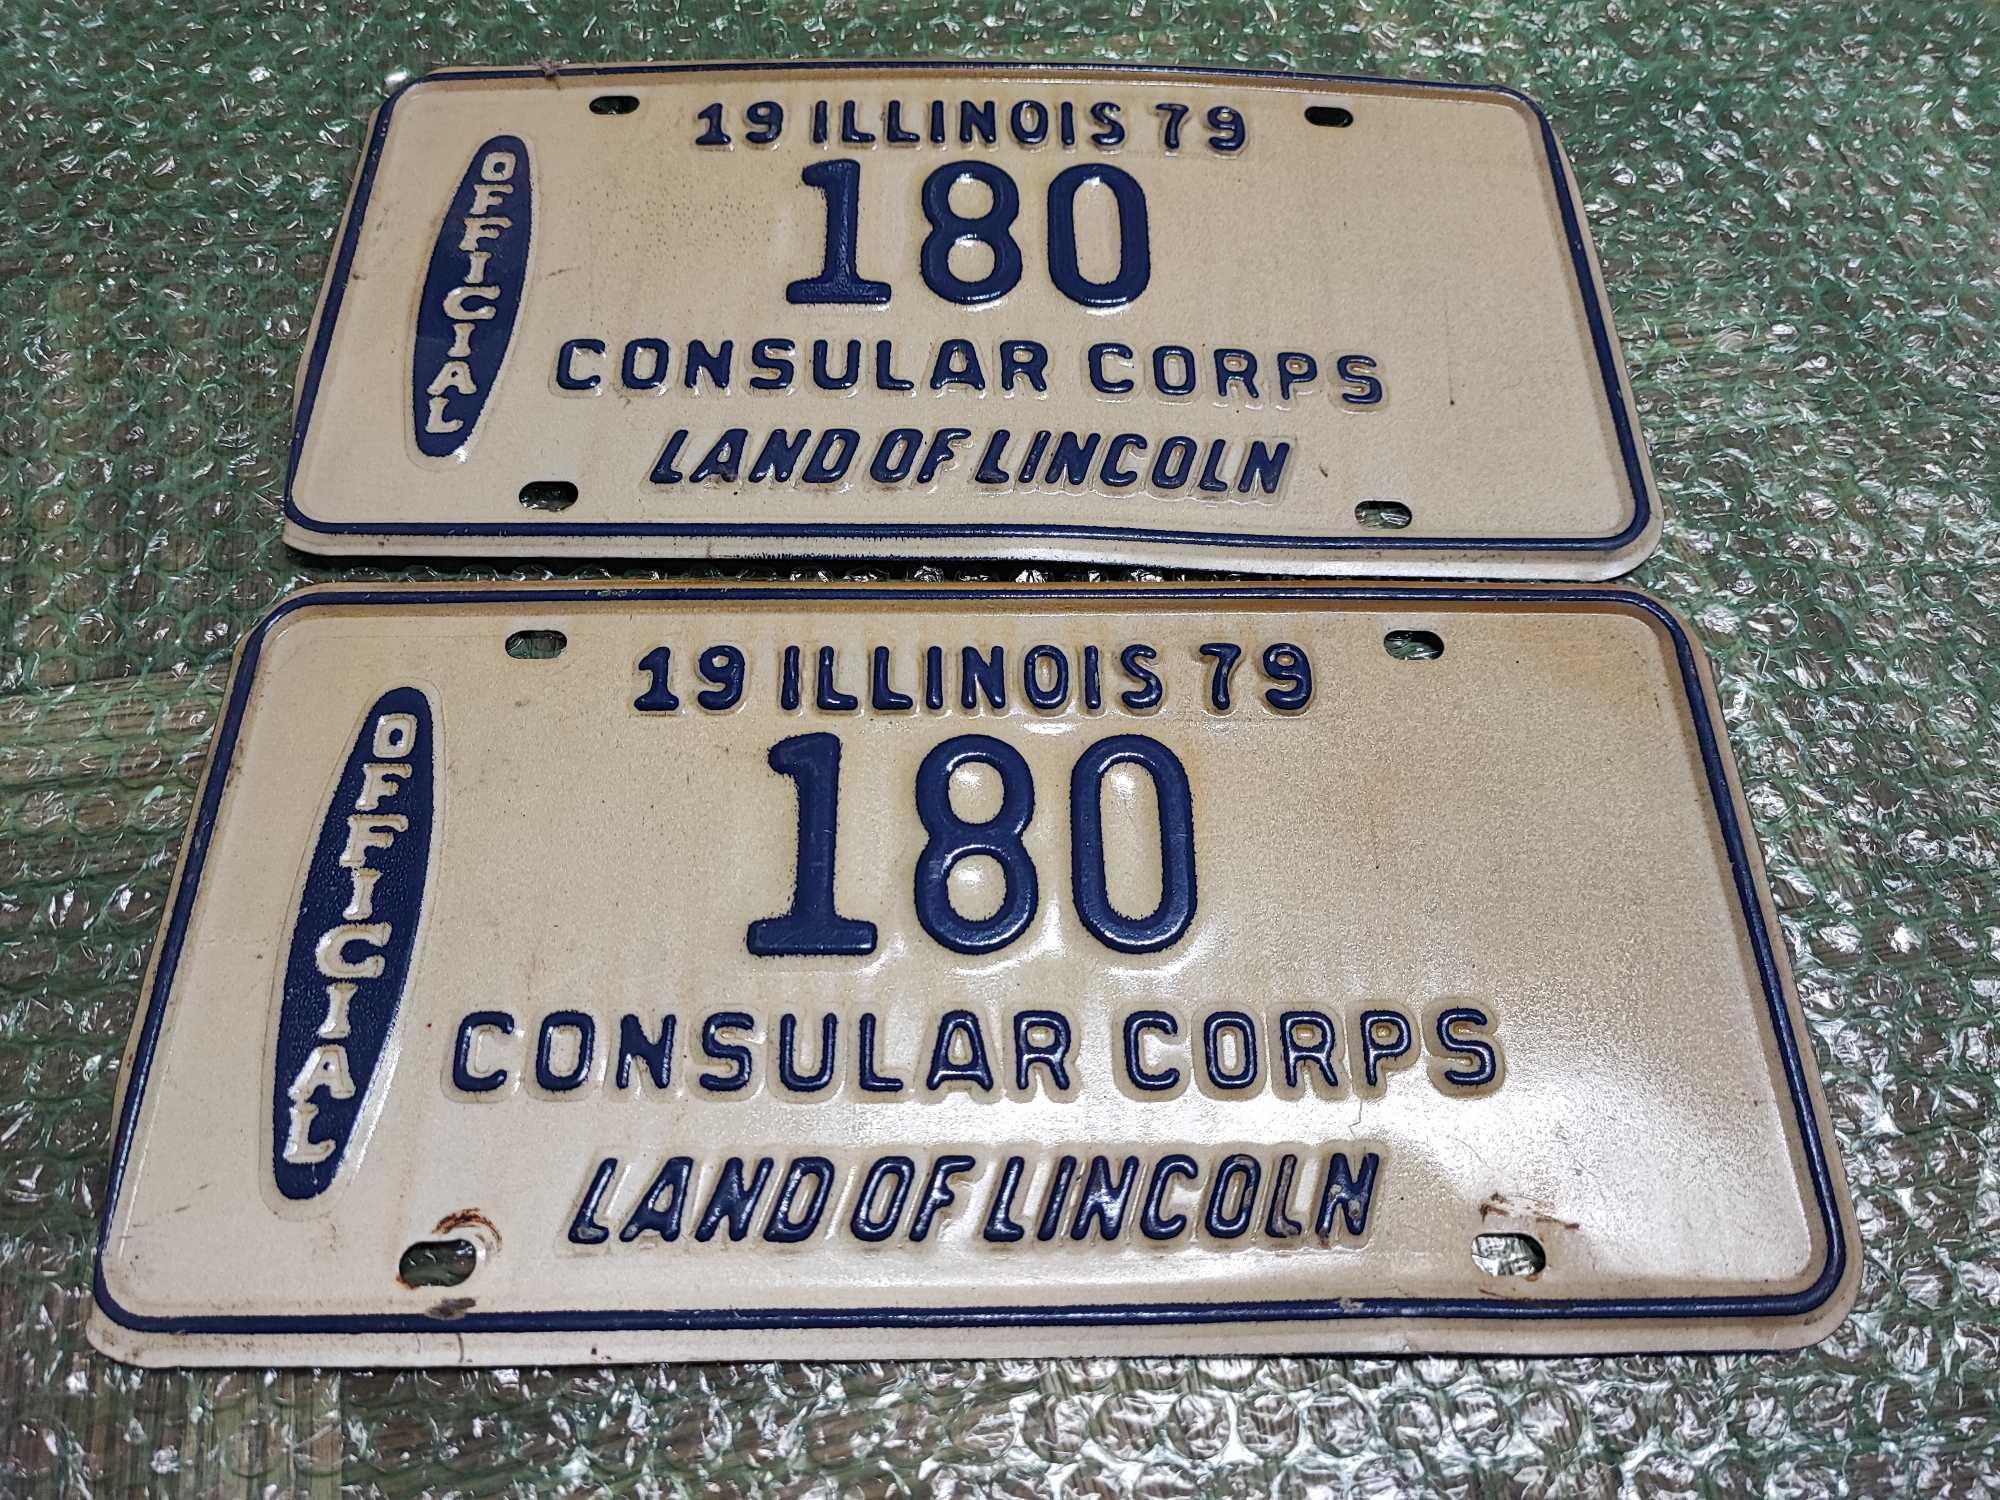 19 ILLINOIS 79
OFFICIAL
180
CONSULAR CORPS
LAND OF LINCOLN
19 ILLINOIS 79
OFFICIAL
180
CONSULAR CORPS
LAND OF LINCOLN